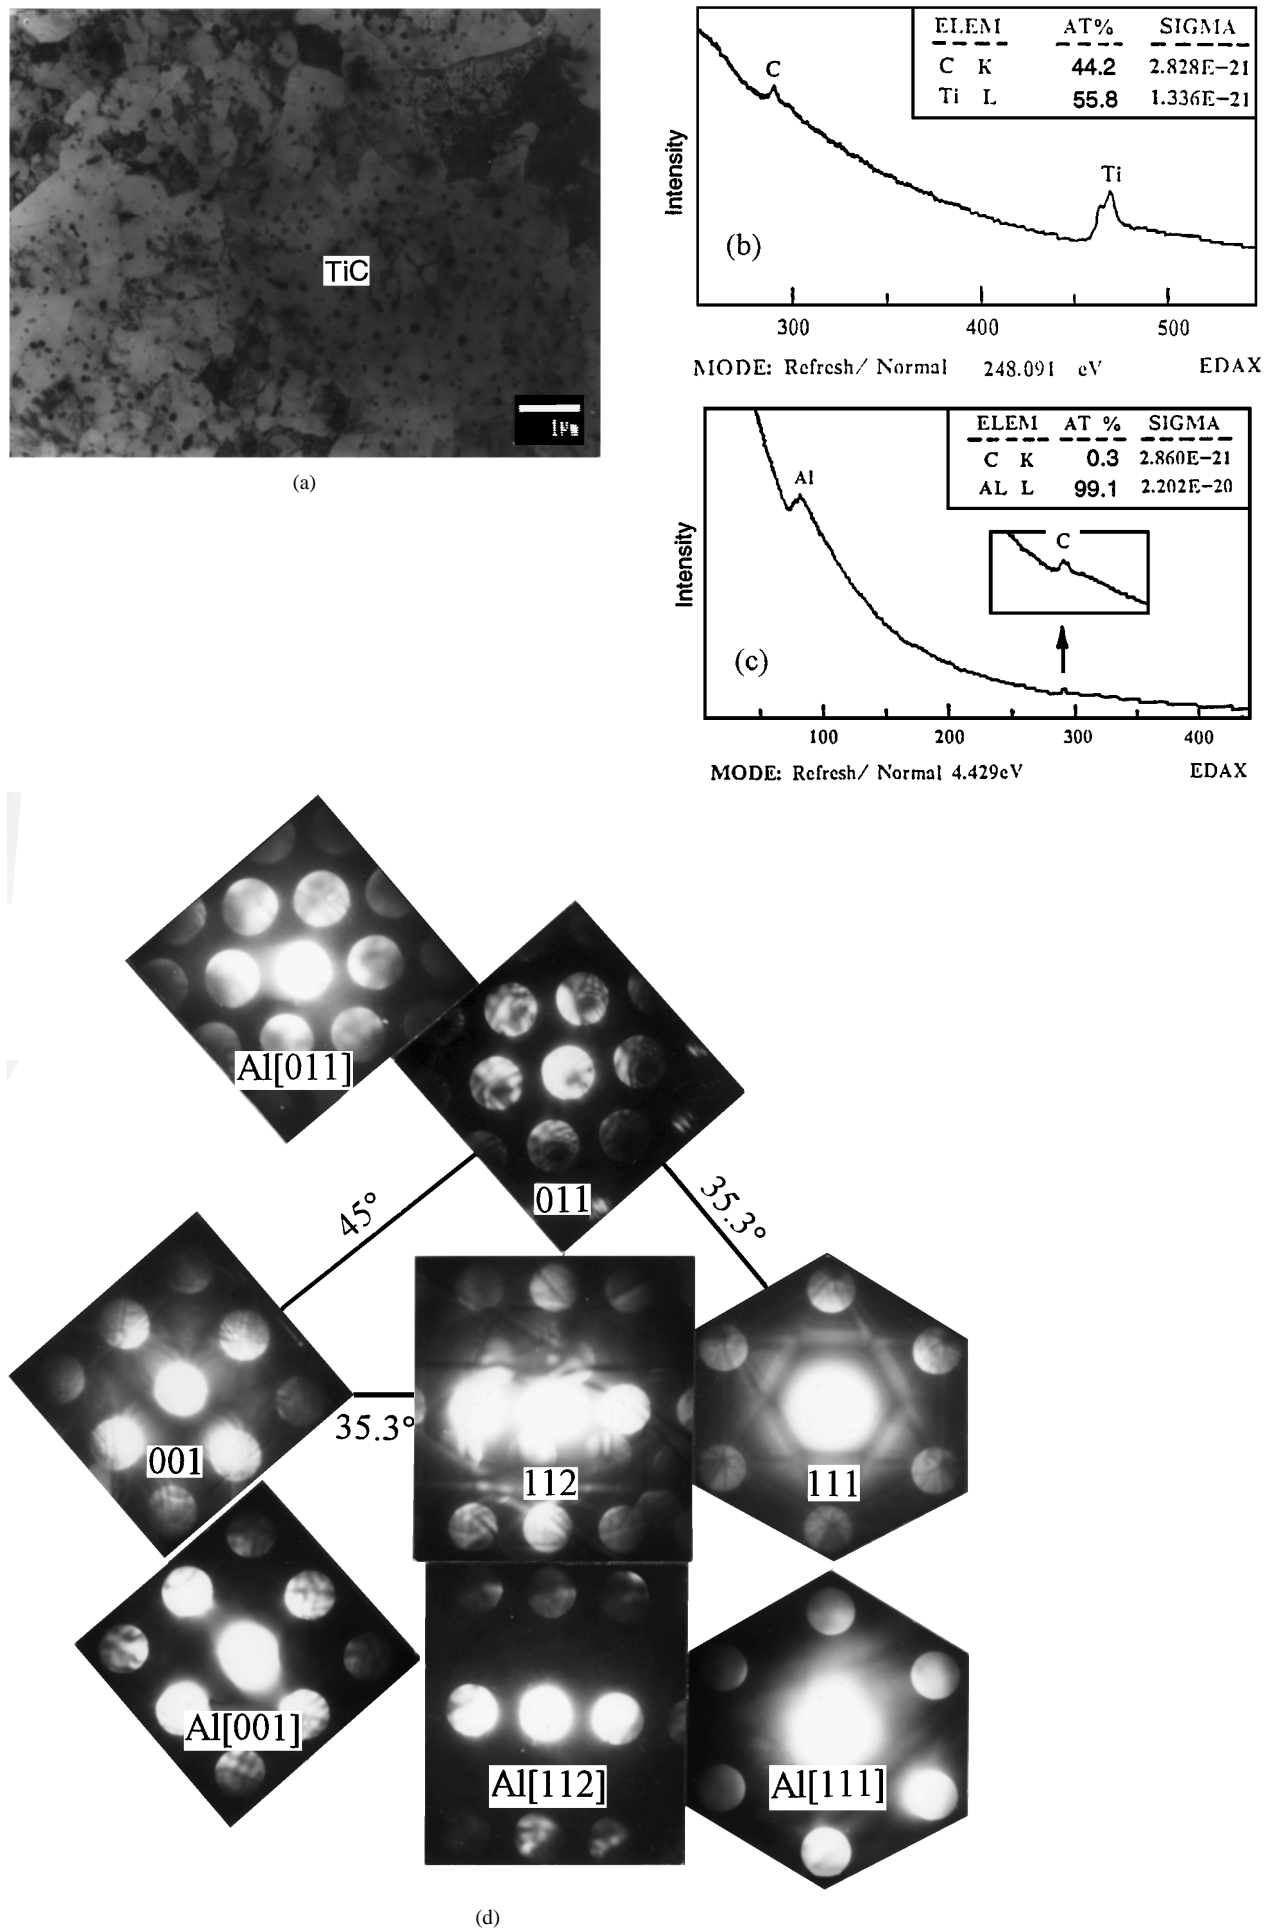 TiC
(a)
ELEM AT% SIGMA
C K 44.2 2.828E-21
Ti L 55.8 1.336E-21
C
Ti
Intensity
(b)
300 400 500
MODE: Refresh/ Normal 248.091 eV EDAX
ELEM AT % SIGMA
C K 0.3 2.860E-21
AL L 99.1 2.202E-20
Al
C
Intensity
(c)
100 200 300 400
MODE: Refresh/ Normal 4.429eV EDAX
Al[011]
011
45°
35.3°
001
35.3°
112
111
Al[001]
Al[112]
Al[111]
(d)